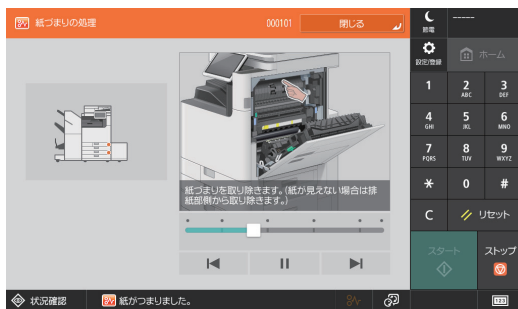 紙づまりの処理
000101
閉じる
節電
------
設定/登録
ホーム
1
2 ABC
3 DEF
4 GHI
5 JKL
6 MNO
7 PQRS
8 TUV
9 WXYZ
*
0
#
C
リセット
スタート
ストップ
紙づまりを取り除きます。(紙が見えない場合は排
紙部側から取り除きます。)
状況確認
紙がつまりました。
123